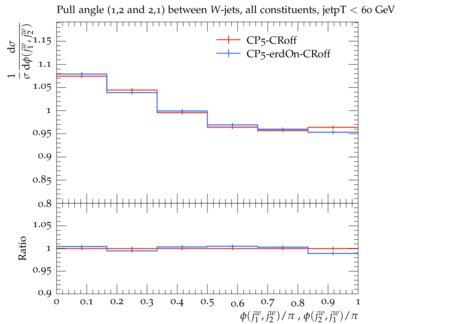 Pull angle (1,2 and 2,1) between W-jets, all constituents, jetpT < 60 GeV
1/σ dσ/dϕ(j₁ʷ, j₂ʷ)
CP5-CRoff
CP5-erdOn-CRoff
1.15
1.1
1.05
1
0.95
0.9
0.85
0.8
Ratio
1.05
1
0.95
0.9
0 0.1 0.2 0.3 0.4 0.5 0.6 0.7 0.8 0.9 1
ϕ(j₁ʷ, j₂ʷ)/π , ϕ(j₂ʷ, j₁ʷ)/π